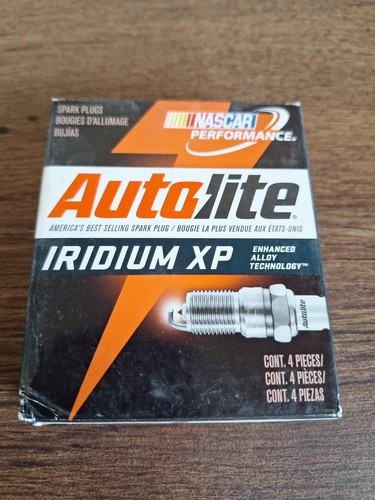 SPARK PLUGS
BOUGIES D'ALLUMAGE
BUJÍAS
NASCAR
PERFORMANCE®
Autolite®
AMERICA'S BEST SELLING SPARK PLUG / BOUGIE LA PLUS VENDUE AUX ÉTATS-UNIS
IRIDIUM XP
ENHANCED
ALLOY
TECHNOLOGY™
Autolite
CONT. 4 PIECES/
CONT. 4 PIÈCES/
CONT. 4 PIEZAS